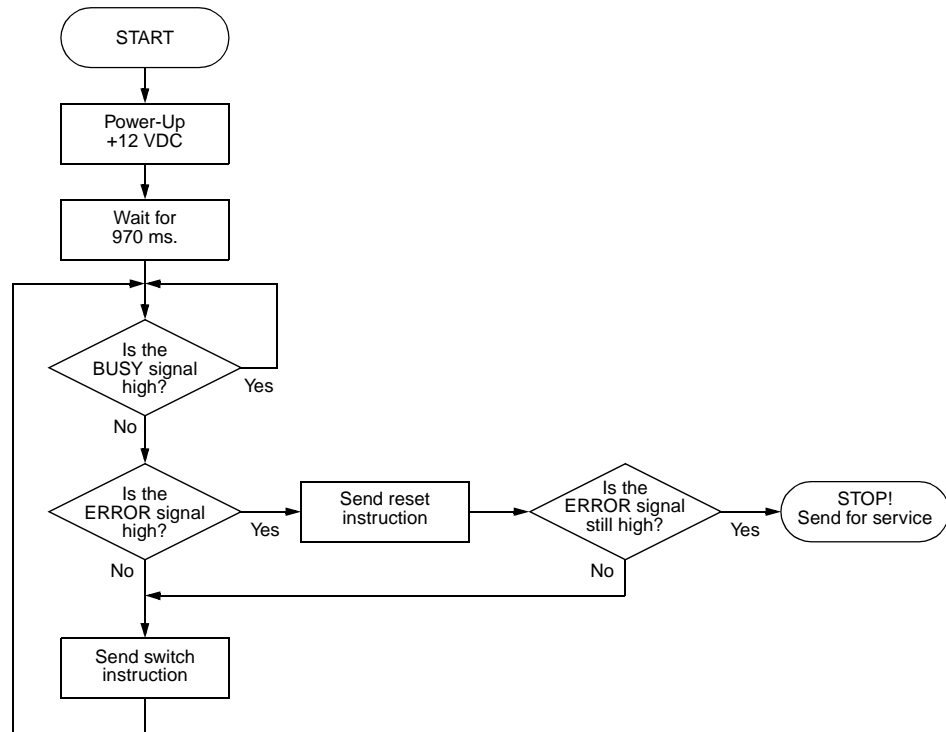 START
Power-Up
+12 VDC
Wait for
970 ms.
Is the
BUSY signal
high?
Yes
No
Is the
ERROR signal
high?
Yes
No
Send reset
instruction
Is the
ERROR signal
still high?
Yes
No
STOP!
Send for service
Send switch
instruction